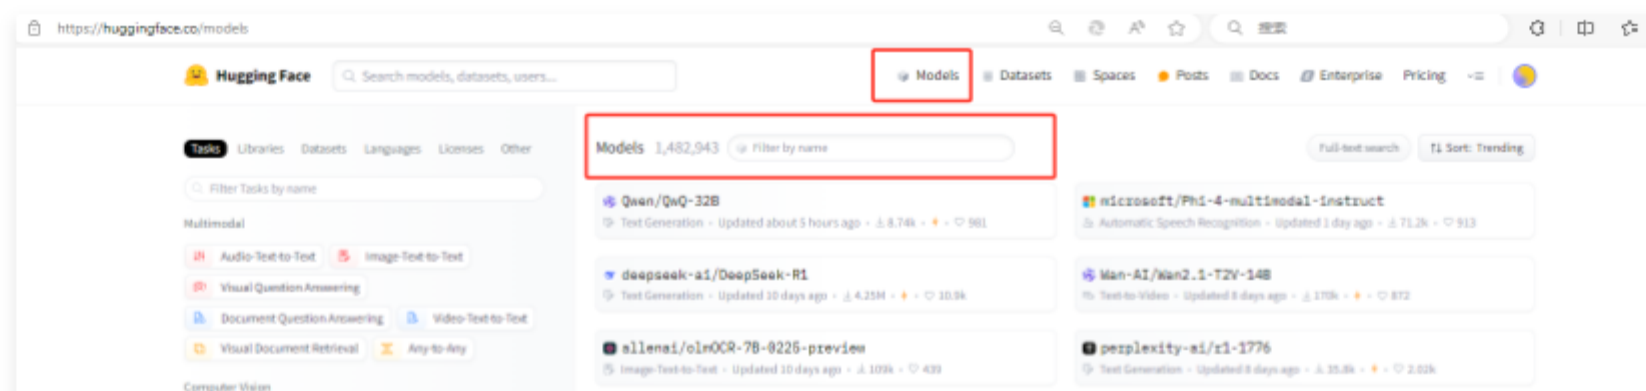 https://huggingface.co/models
搜索
Hugging Face
Search models, datasets, users...
Models
Datasets
Spaces
Posts
Docs
Enterprise
Pricing
Tasks Libraries Datasets Languages Licenses Other
Filter Tasks by name
Multimodal
Audio-Text-to-Text
Image-Text-to-Text
Visual Question Answering
Document Question Answering
Video-Text-to-Text
Visual Document Retrieval
Any-to-Any
Computer Vision
Models 1,482,943
Filter by name
Full-text search
Sort: Trending
Qwen/QwQ-32B
Text Generation • Updated about 5 hours ago • 8.74k • 981
microsoft/Phi-4-multimodal-instruct
Automatic Speech Recognition • Updated 1 day ago • 71.2k • 913
deepseek-ai/DeepSeek-R1
Text Generation • Updated 10 days ago • 4.25M • 10.9k
Wan-AI/Wan2.1-T2V-14B
Text-to-Video • Updated 8 days ago • 170k • 872
allenai/olmOCR-7B-0225-preview
Image-Text-to-Text • Updated 10 days ago • 109k • 439
perplexity-ai/r1-1776
Text Generation • Updated 8 days ago • 35.8k • 2.02k